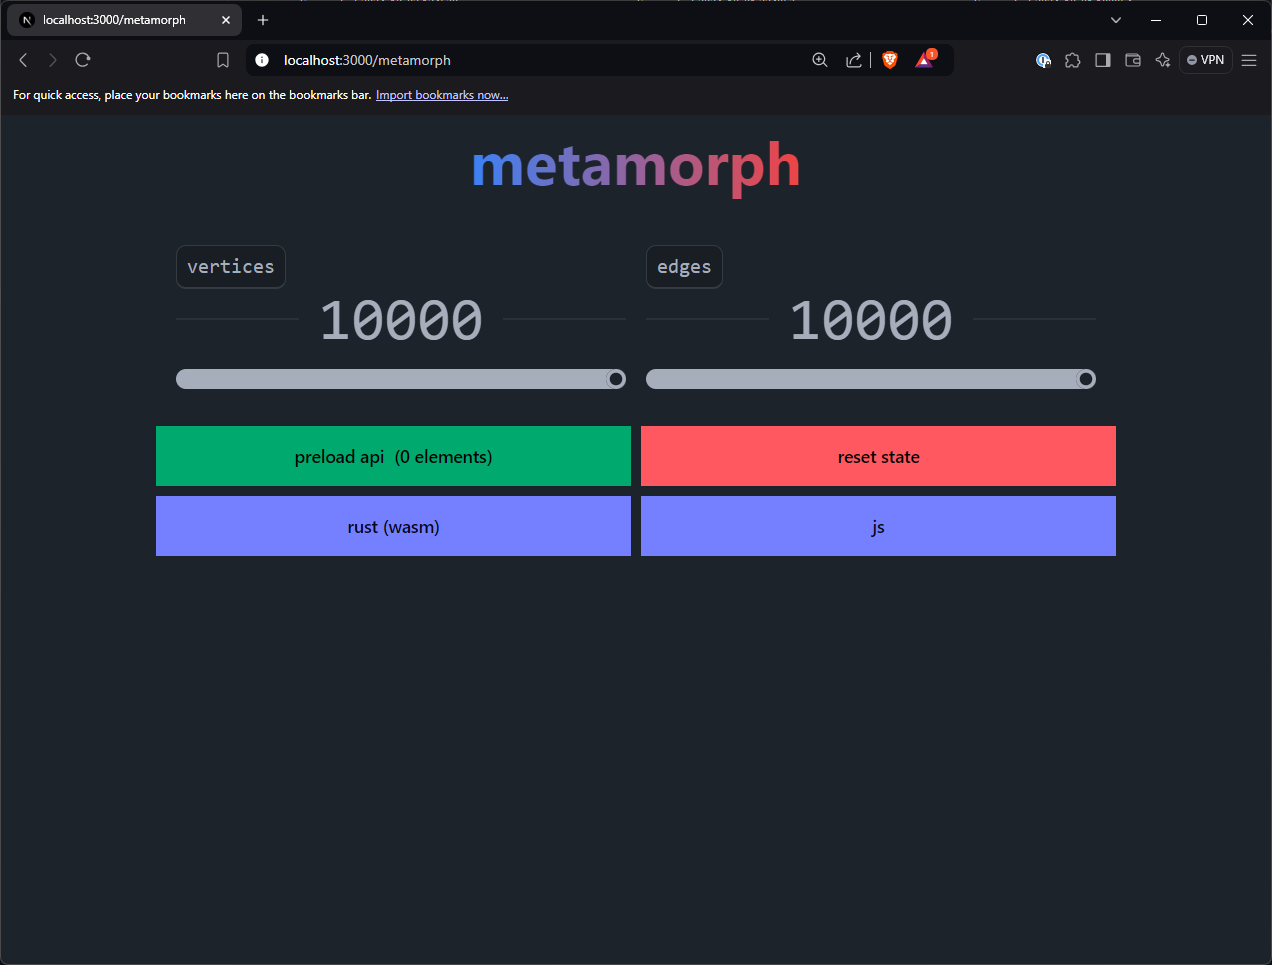 localhost:3000/metamorph
localhost:3000/metamorph
1
VPN
For quick access, place your bookmarks here on the bookmarks bar. Import bookmarks now...
metamorph
vertices
edges
10000
10000
preload api (0 elements)
reset state
rust (wasm)
js